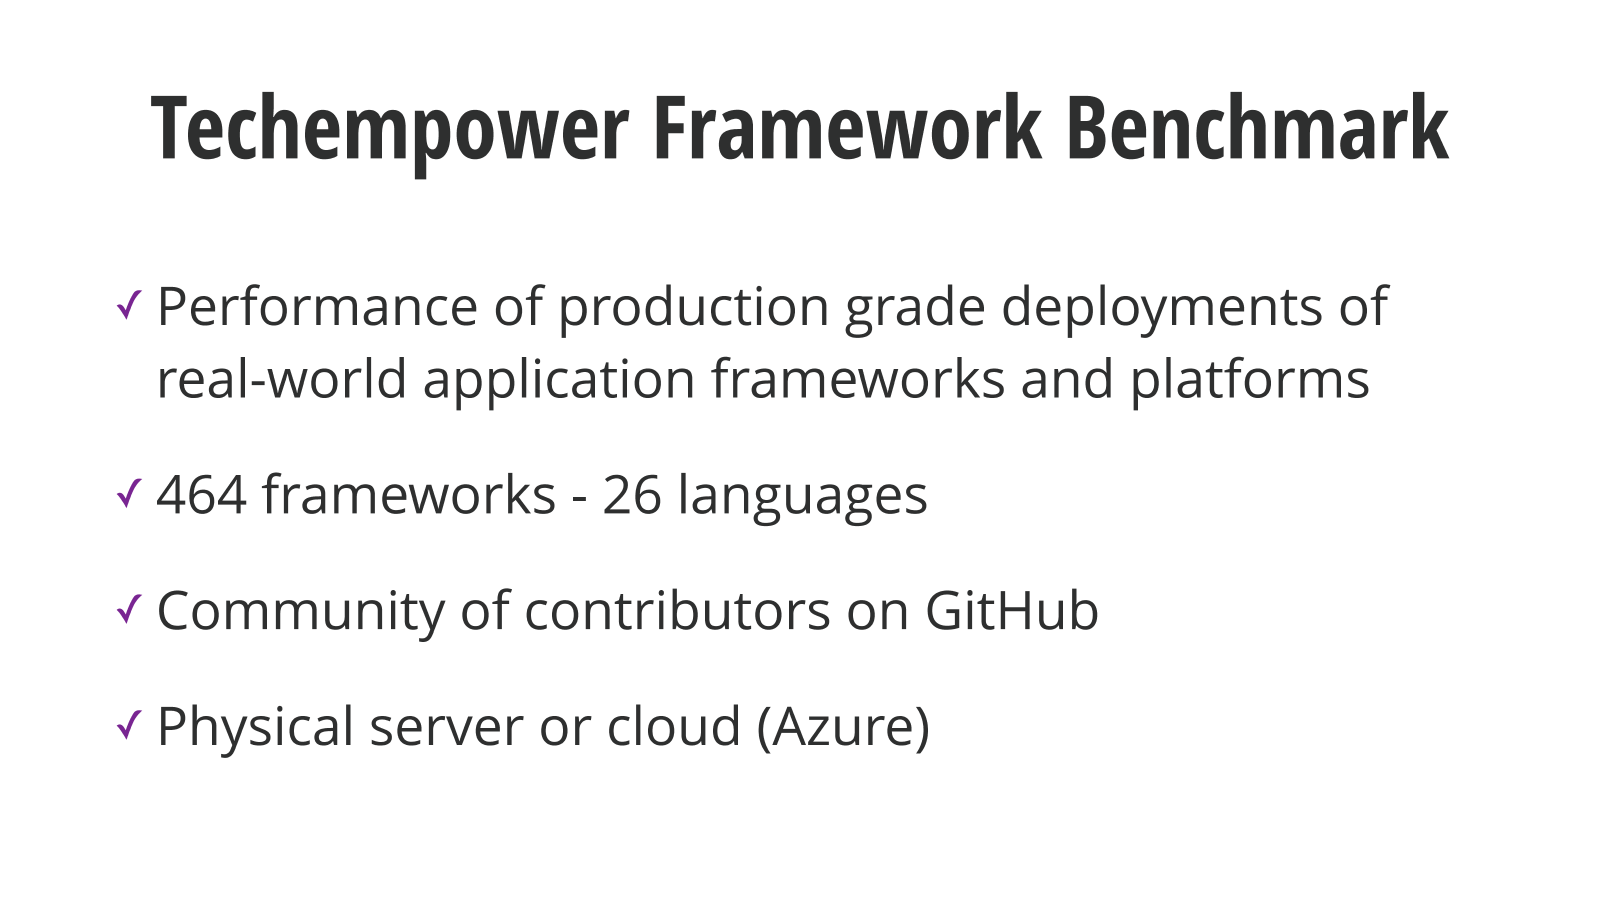 Techempower Framework Benchmark
✓ Performance of production grade deployments of
real-world application frameworks and platforms
✓ 464 frameworks - 26 languages
✓ Community of contributors on GitHub
✓ Physical server or cloud (Azure)